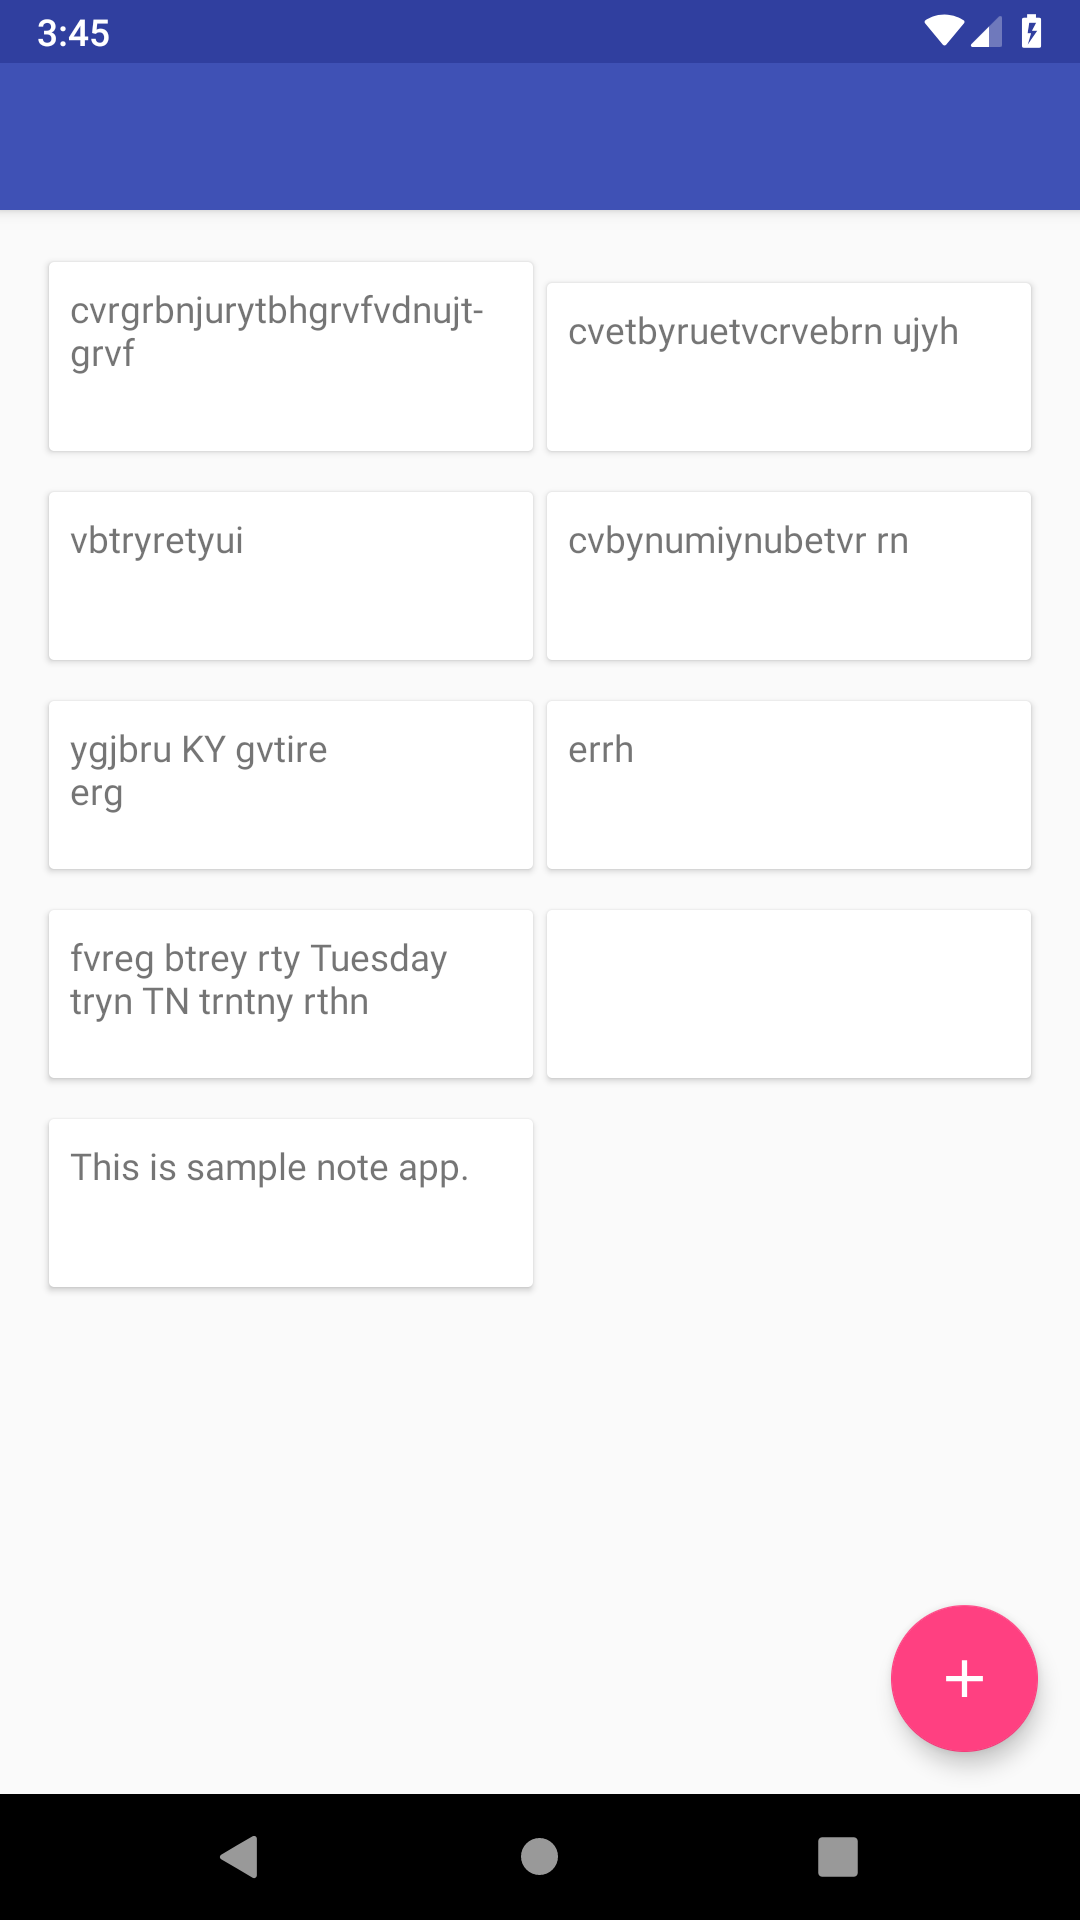 3:45
cvrgrbnjurytbhgrvfvdnujt-
grvf
cvetbyruetvcrvebrn ujyh
vbtryretyui
cvbynumiynubetvr rn
ygjbru KY gvtire
erg
errh
fvreg btrey rty Tuesday
tryn TN trntny rthn
This is sample note app.